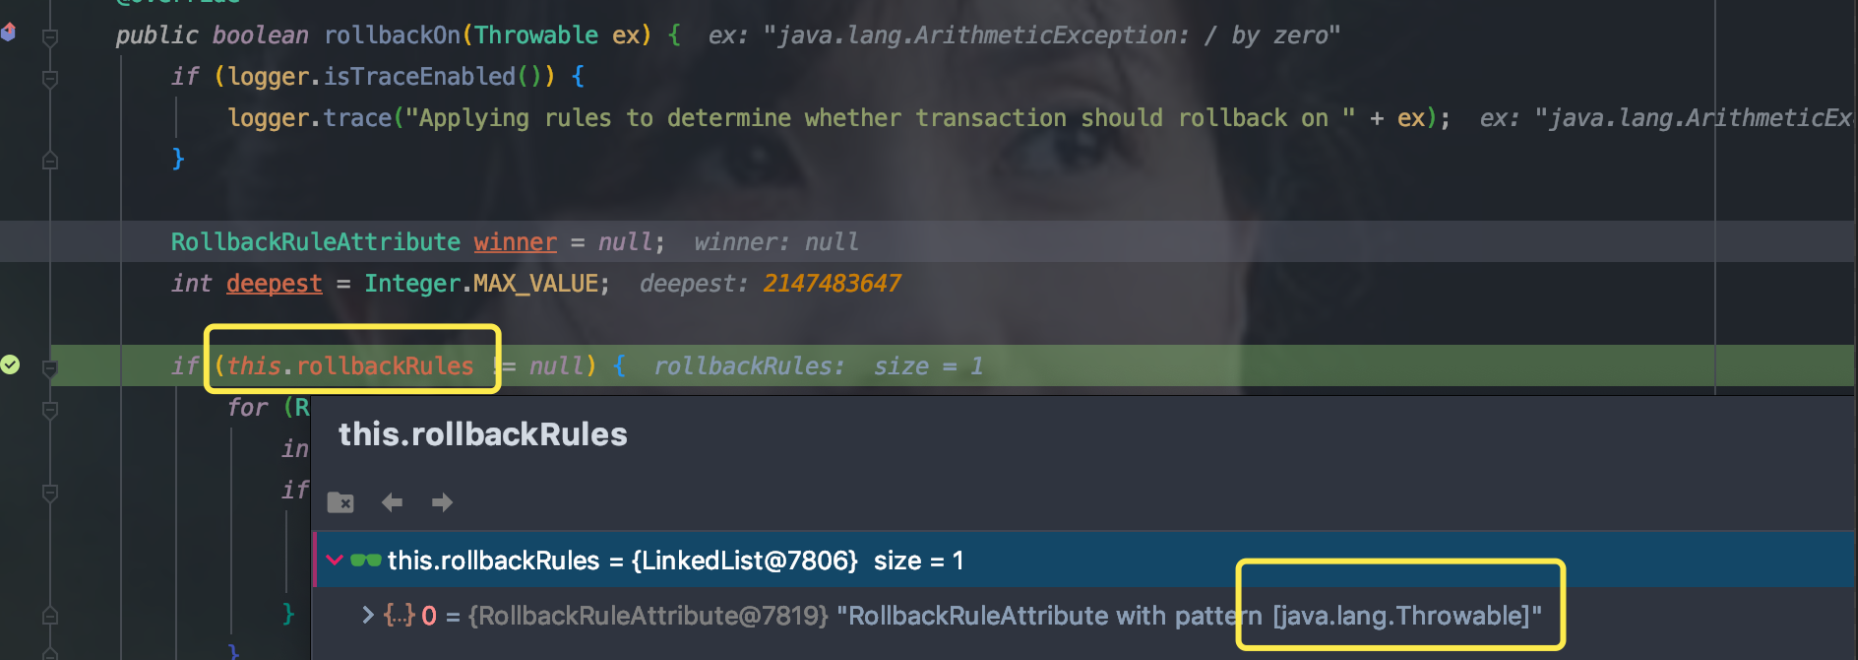 @Override
public boolean rollbackOn(Throwable ex) {  ex: "java.lang.ArithmeticException: / by zero"
if (logger.isTraceEnabled()) {
logger.trace("Applying rules to determine whether transaction should rollback on " + ex);  ex: "java.lang.ArithmeticEx
}
RollbackRuleAttribute winner = null;  winner: null
int deepest = Integer.MAX_VALUE;  deepest: 2147483647
if (this.rollbackRules != null) {  rollbackRules:  size = 1
for (R
this.rollbackRules
in
if
this.rollbackRules = {LinkedList@7806}  size = 1
} {...} 0 = {RollbackRuleAttribute@7819} "RollbackRuleAttribute with pattern [java.lang.Throwable]"
}